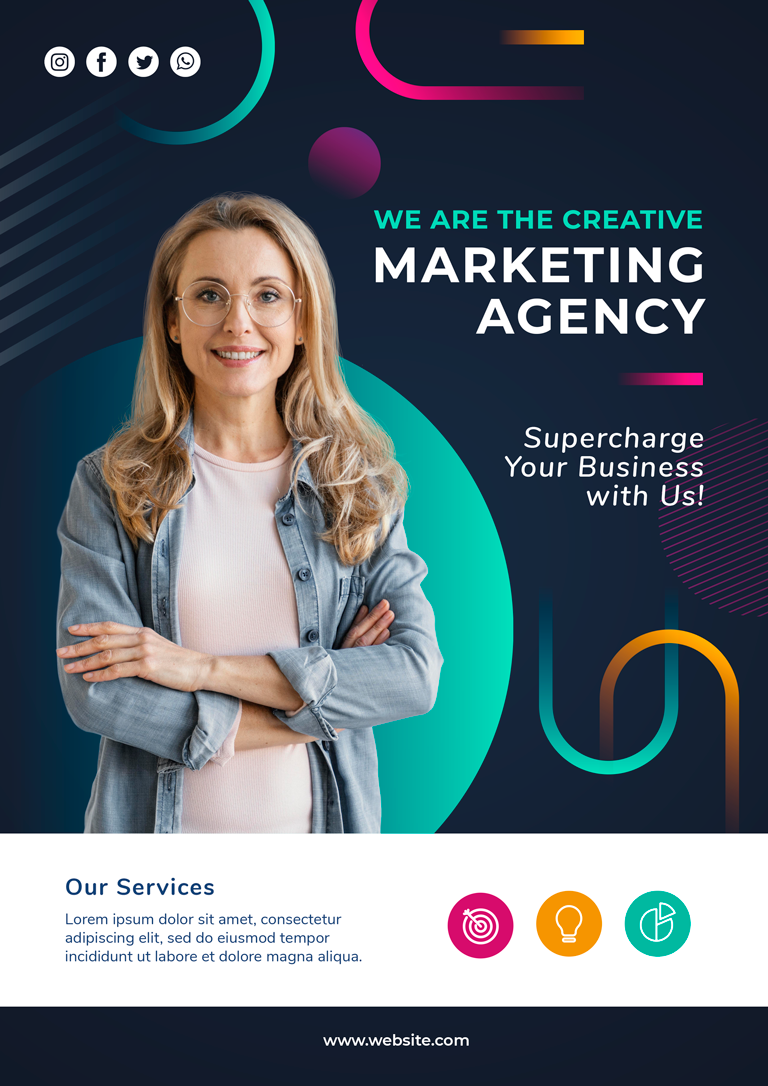 WE ARE THE CREATIVE
MARKETING
AGENCY
Supercharge
Your Business
with Us!
Our Services
Lorem ipsum dolor sit amet, consectetur
adipiscing elit, sed do eiusmod tempor
incididunt ut labore et dolore magna aliqua.
www.website.com